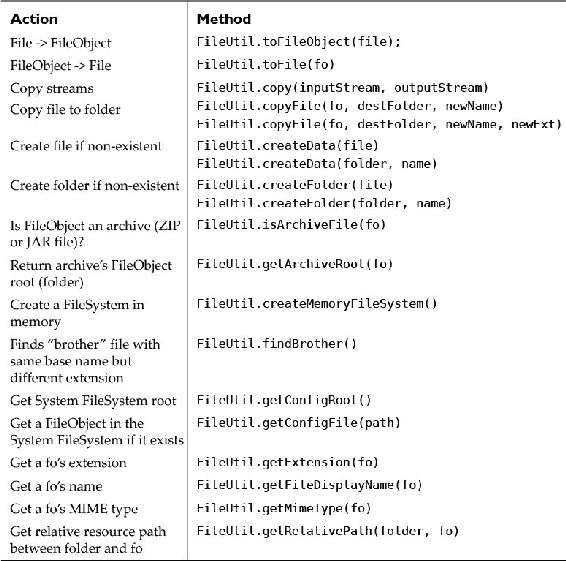 Action Method
File -> FileObject FileUtil.toFileObject(file);
FileObject -> File FileUtil.toFile(fo)
Copy streams FileUtil.copy(inputStream, outputStream)
Copy file to folder FileUtil.copyFile(fo, destFolder, newName)
FileUtil.copyFile(fo, destFolder, newName, newExt)
Create file if non-existent FileUtil.createData(file)
FileUtil.createData(folder, name)
Create folder if non-existent FileUtil.createFolder(file)
FileUtil.createFolder(folder, name)
Is FileObject an archive (ZIP FileUtil.isArchiveFile(fo)
or JAR file)?
Return archive's FileObject FileUtil.getArchiveRoot(fo)
root (folder)
Create a FileSystem in FileUtil.createMemoryFileSystem()
memory
Finds "brother" file with FileUtil.findBrother()
same base name but
different extension
Get System FileSystem root FileUtil.getConfigRoot()
Get a FileObject in the FileUtil.getConfigFile(path)
System FileSystem if it exists
Get a fo's extension FileUtil.getExtension(fo)
Get a fo's name FileUtil.getFileDisplayName(fo)
Get a fo's MIME type FileUtil.getMimeType(fo)
Get relative resource path FileUtil.getRelativePath(folder, fo)
between folder and fo